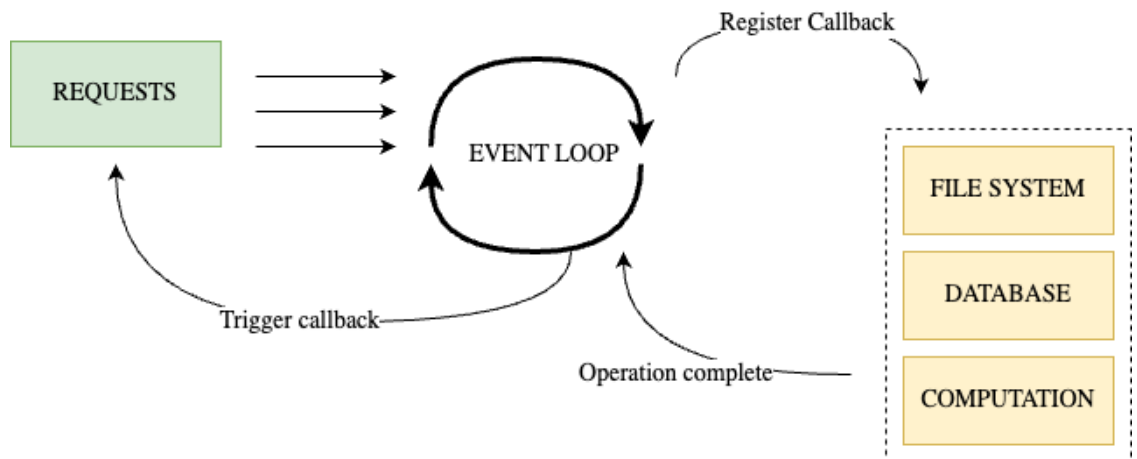 Register Callback
REQUESTS
EVENT LOOP
FILE SYSTEM
DATABASE
Trigger callback
Operation complete
COMPUTATION